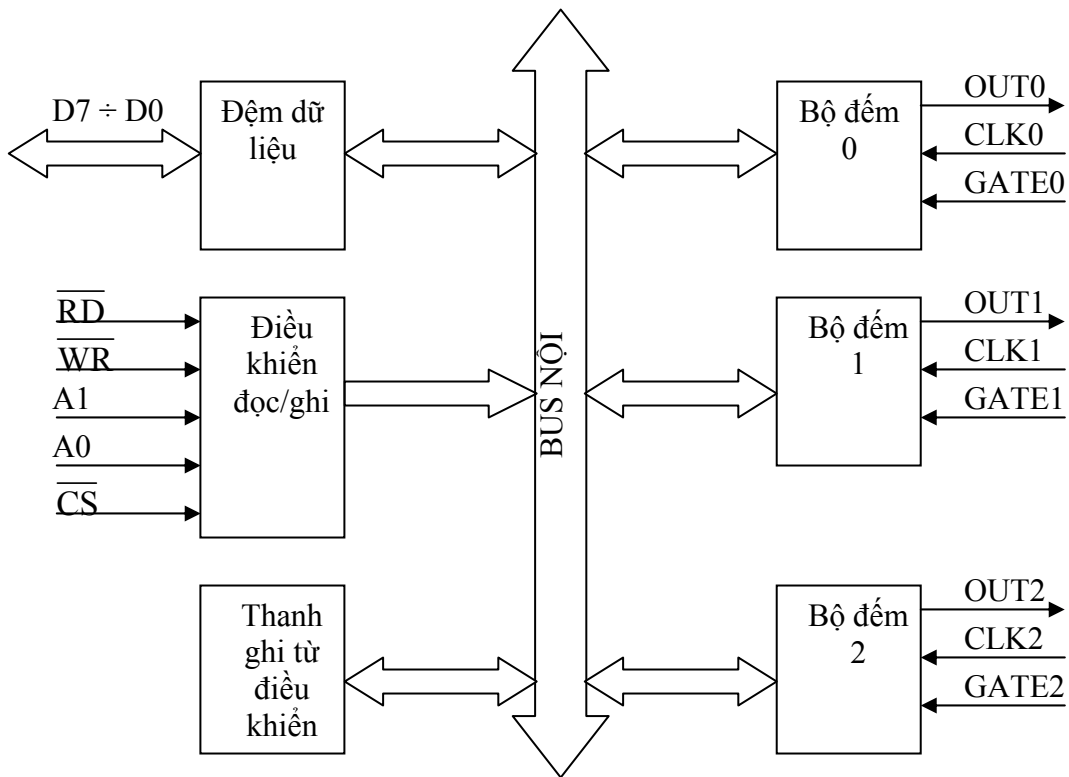 D7 ÷ D0
Đệm dữ
liệu
RD
WR
A1
A0
CS
Điều
khiển
đọc/ghi
Thanh
ghi từ
điều
khiển
BUS NỘI
Bộ đếm
0
OUT0
CLK0
GATE0
Bộ đếm
1
OUT1
CLK1
GATE1
Bộ đếm
2
OUT2
CLK2
GATE2